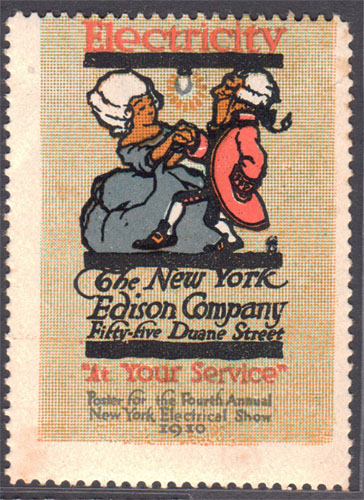 Electricity
The New York
Edison Company
Fifty-five Duane Street
"At Your Service"
Poster for the Fourth Annual
New York Electrical Show
1910